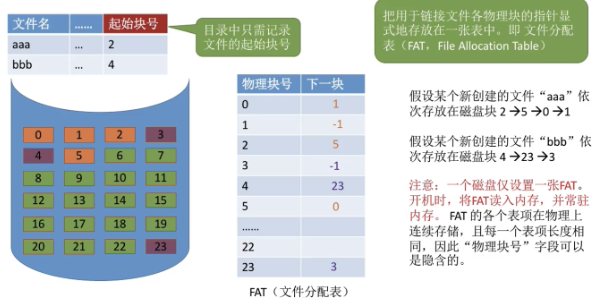 文件名 …… 起始块号
aaa … 2
bbb … 4
目录中只需记录
文件的起始块号
把用于链接文件各物理块的指针显
式地存放在一张表中。即 文件分配
表（FAT，File Allocation Table）
0 1 2 3
4 5 6 7
8 9 10 11
12 13 14 15
16 17 18 19
20 21 22 23
物理块号 下一块
0 1
1 -1
2 5
3 -1
4 23
5 0
……
22
23 3
FAT（文件分配表）
假设某个新创建的文件“aaa”依
次存放在磁盘块 2 →5 →0 →1
假设某个新创建的文件“bbb”依
次存放在磁盘块 4 →23 →3
注意：一个磁盘仅设置一张FAT。
开机时，将FAT读入内存，并常驻
内存。 FAT 的各个表项在物理上
连续存储，且每一个表项长度相
同，因此“物理块号”字段可以
是隐含的。